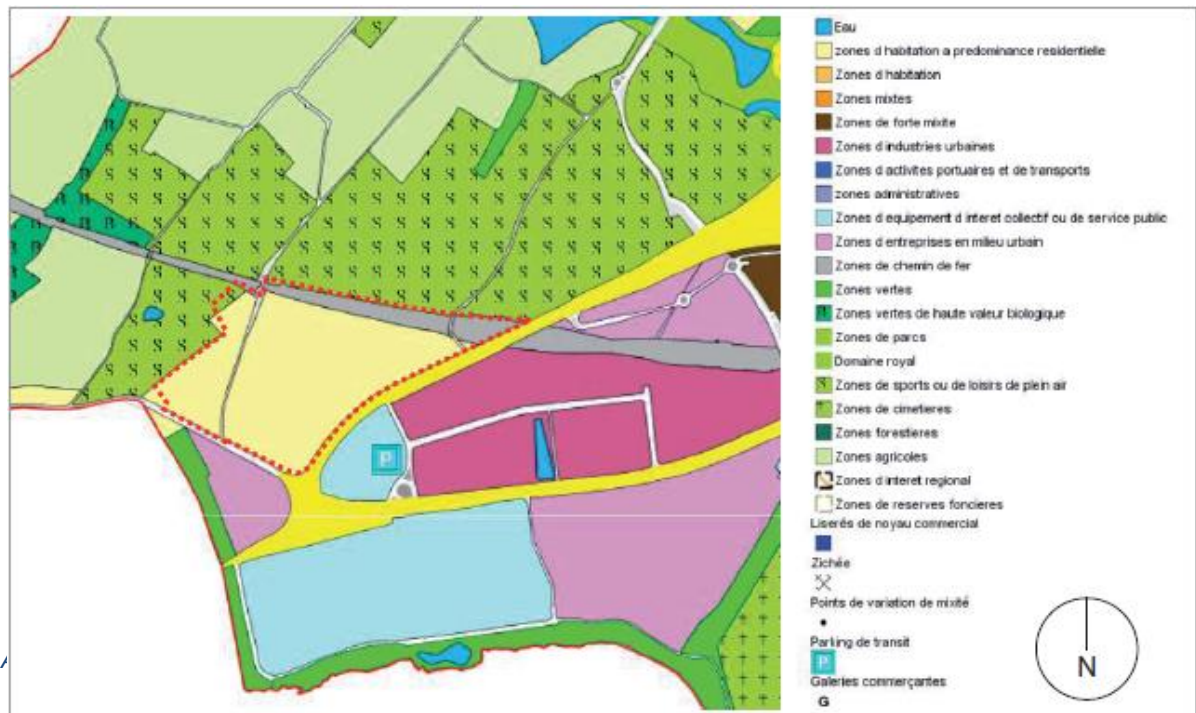 Eau
zones d habitation a predominance residentielle
Zones d habitation
Zones mixtes
Zones de forte mixite
Zones d industries urbaines
Zones d activites portuaires et de transports
zones administratives
Zones d equipement d interet collectif ou de service public
Zones d entreprises en milieu urbain
Zones de chemin de fer
Zones vertes
Zones vertes de haute valeur biologique
Zones de parcs
Domaine royal
Zones de sports ou de loisirs de plein air
Zones de cimetieres
Zones forestieres
Zones agricoles
Zones d interet regional
Zones de reserves foncieres
Liserés de noyau commercial
Zichée
Points de variation de mixité
Parking de transit
P
Galeries commerçantes
G
N
P